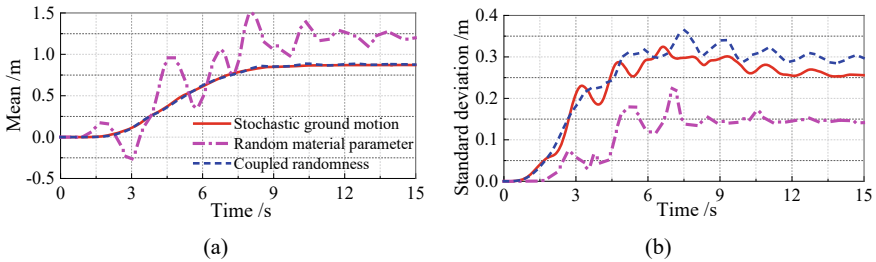 1.5
1.0
0.5
0.0
-0.5
Mean /m
Stochastic ground motion
Random material parameter
Coupled randomness
0 3 6 9 12 15
Time /s
(a)
0.4
0.3
0.2
0.1
0.0
Standard deviation /m
0 3 6 9 12 15
Time /s
(b)